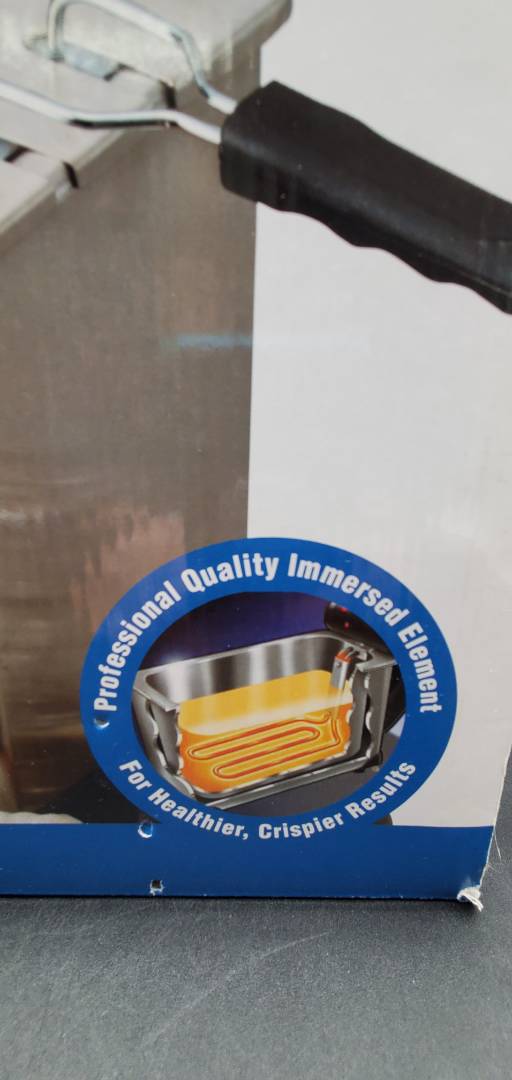 Professional Quality Immersed Element
For Healthier, Crispier Results